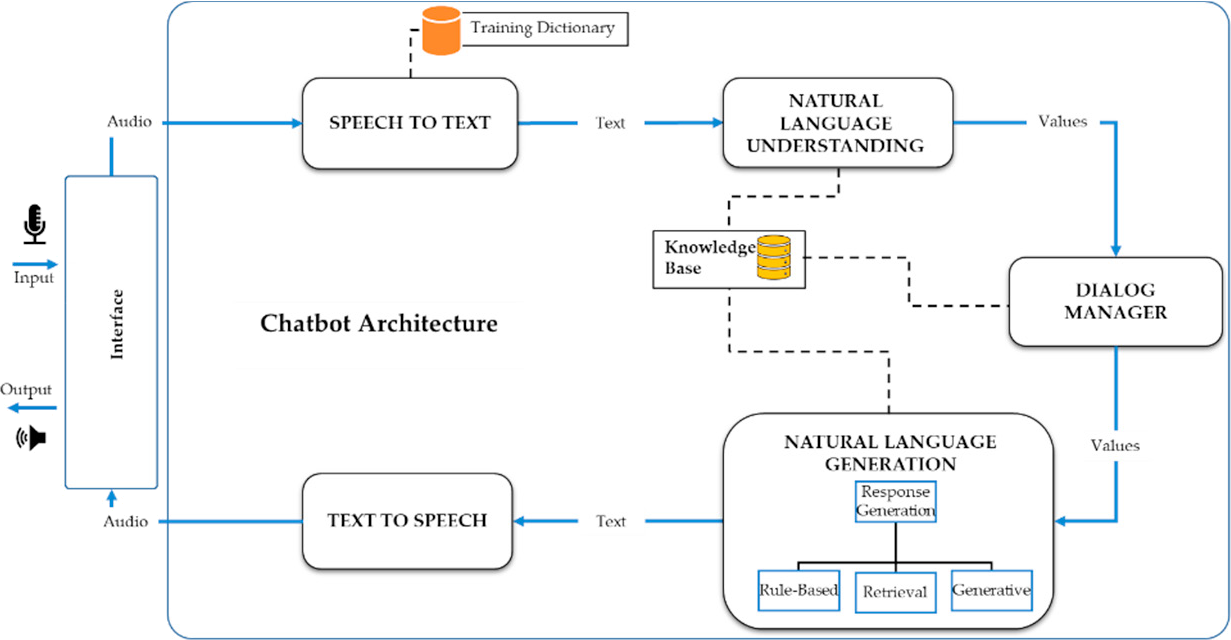 Training Dictionary
Audio
SPEECH TO TEXT
Text
NATURAL
LANGUAGE
UNDERSTANDING
Values
Input
Interface
Knowledge
Base
DIALOG
MANAGER
Chatbot Architecture
Output
Values
NATURAL LANGUAGE
GENERATION
Response
Generation
Rule-Based
Retrieval
Generative
Text
TEXT TO SPEECH
Audio